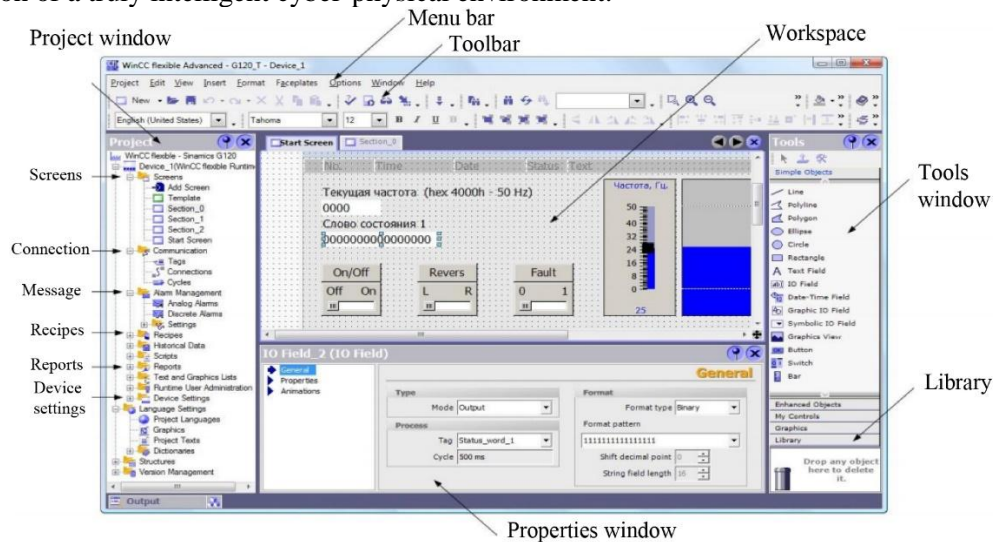 on of a truly intelligent cyber-physical environment.
Menu bar
Project window
Toolbar
Workspace
WinCC flexible Advanced - G120_T - Device_1
Project Edit View Insert Format Faceplates Options Window Help
New
English (United States) Tahoma 12 B I U
Project
Start Screen Section_0
Tools
WinCC flexible - Sinamics G120
Device_1(WinCC flexible Runtim
Screens
Add Screen
Template
Section_0
Section_1
Section_2
Start Screen
Communication
Tags
Connections
Cycles
Alarm Management
Analog Alarms
Discrete Alarms
Settings
Recipes
Historical Data
Scripts
Reports
Text and Graphics Lists
Runtime User Administration
Device Settings
Language Settings
Project Languages
Graphics
Project Texts
Dictionaries
Structures
Version Management
Output
Screens
Connection
Message
Recipes
Reports
Device
settings
No. Time Date Status Text
Текущая частота (hex 4000h - 50 Hz)
0000
Слово состояния 1
0000000000000000
On/Off
Off On
Revers
L R
Fault
0 1
Частота, Гц.
50
40
32
24
16
8
0
25
IO Field_2 (IO Field)
General
Properties
Animations
General
Type
Mode Output
Process
Tag Status_word_1
Cycle 500 ms
Format
Format type Binary
Format pattern
1111111111111111
Shift decimal point 0
String field length 16
Simple Objects
Line
Polyline
Polygon
Ellipse
Circle
Rectangle
Text Field
IO Field
Date-Time Field
Graphic IO Field
Symbolic IO Field
Graphics View
Button
Switch
Bar
Enhanced Objects
My Controls
Graphics
Library
Drop any object
here to delete
it.
Tools
window
Library
Properties window